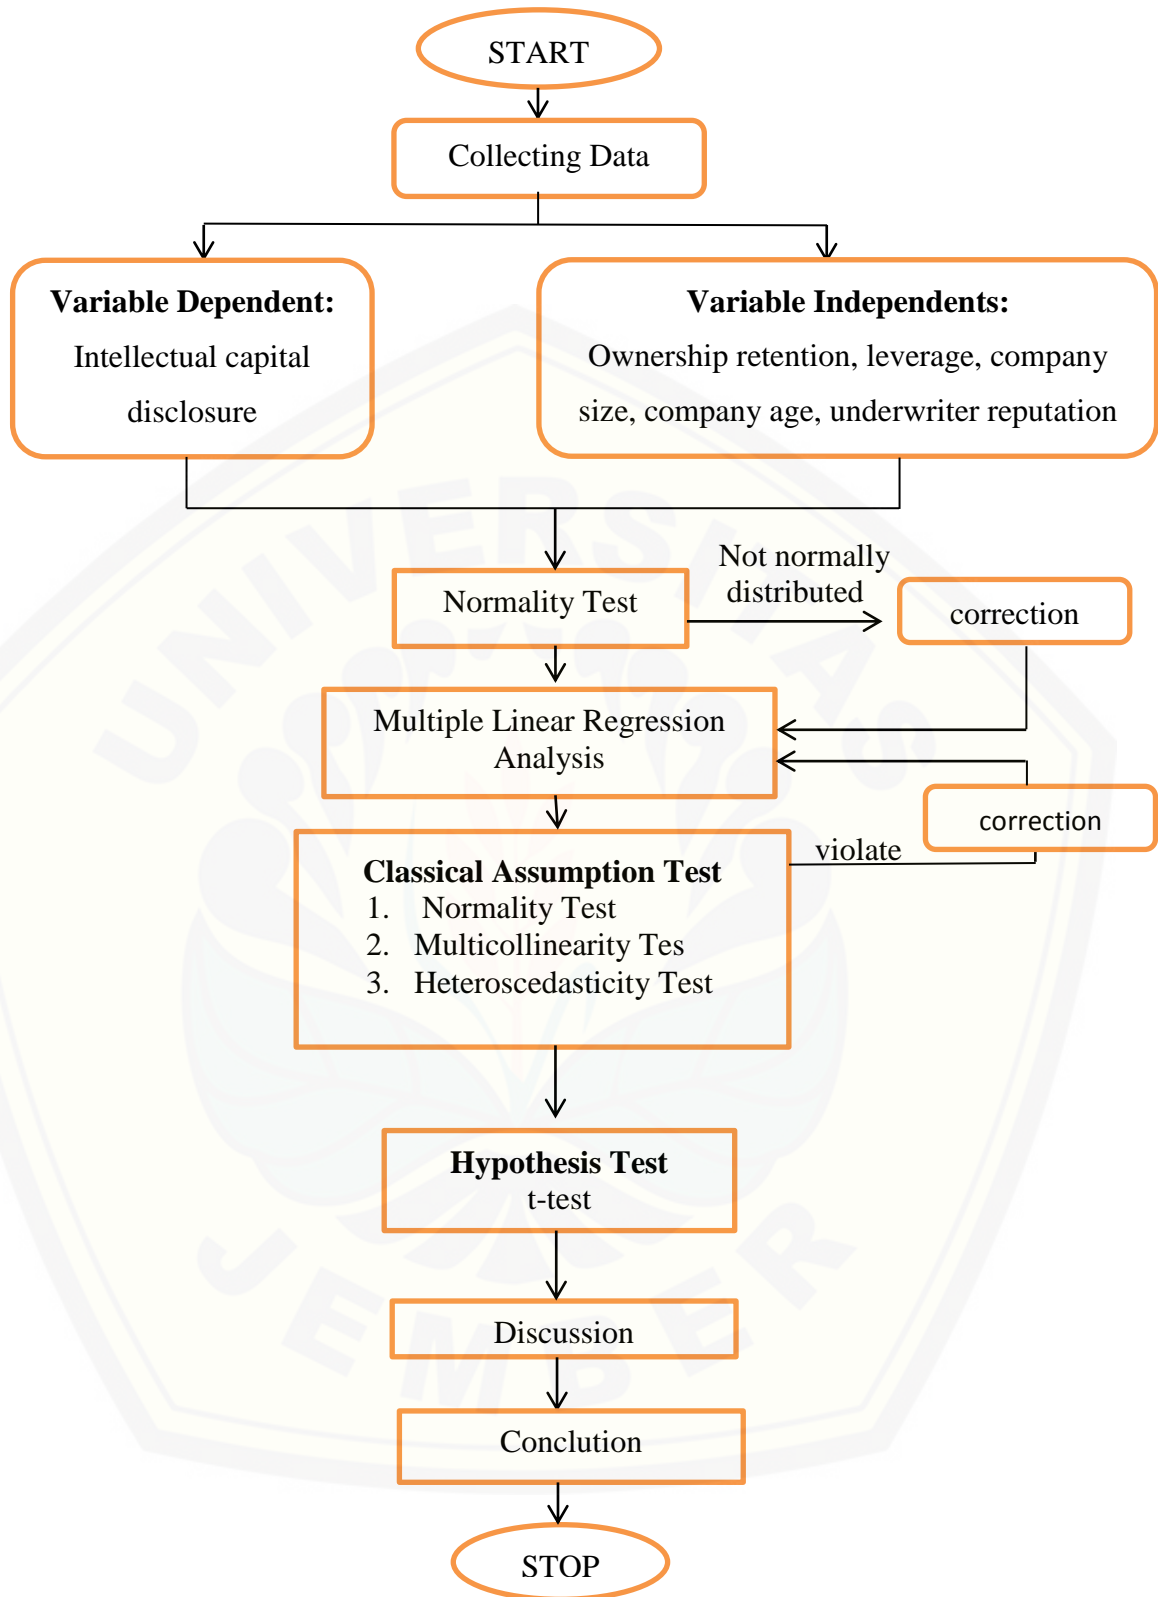 START
Collecting Data
Variable Dependent:
Intellectual capital
disclosure
Variable Independents:
Ownership retention, leverage, company
size, company age, underwriter reputation
Normality Test
Not normally
distributed
correction
Multiple Linear Regression
Analysis
correction
violate
Classical Assumption Test
1. Normality Test
2. Multicollinearity Tes
3. Heteroscedasticity Test
Hypothesis Test
t-test
Discussion
Conclution
STOP
UNIVERSITAS
JEMBER